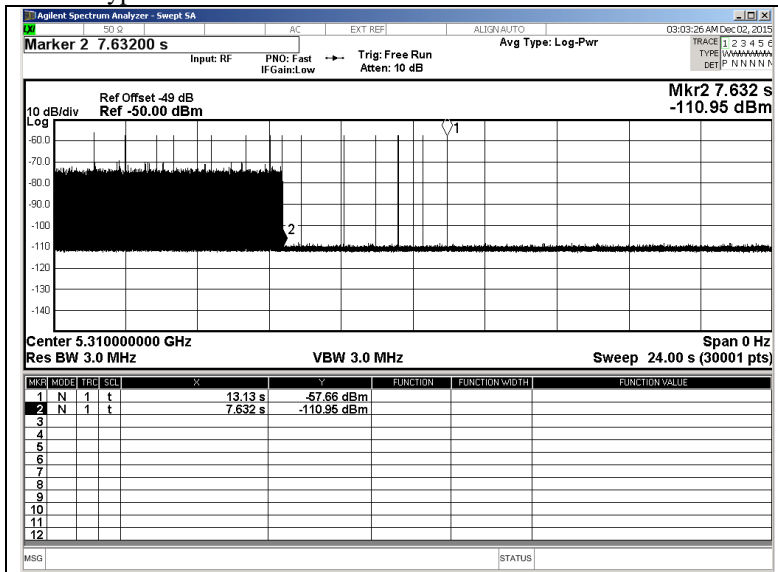 Agilent Spectrum Analyzer - Swept SA
LXI 50 Ω AC EXT REF ALIGN AUTO 03:03:26 AM Dec 02, 2015
Marker 2 7.63200 s
Input: RF PNO: Fast Trig: Free Run Avg Type: Log-Pwr TRACE 1 2 3 4 5 6
IFGain:Low Atten: 10 dB TYPE
DET P N N N N N
Mkr2 7.632 s
-110.95 dBm
Ref Offset -49 dB
10 dB/div Ref -50.00 dBm
Log
1
-60.0
-70.0
-80.0
-90.0
-100
2
-110
-120
-130
-140
Center 5.310000000 GHz Span 0 Hz
Res BW 3.0 MHz VBW 3.0 MHz Sweep 24.00 s (30001 pts)
MKR MODE TRC SCL X Y FUNCTION FUNCTION WIDTH FUNCTION VALUE
1 N 1 t 13.13 s -57.66 dBm
2 N 1 t 7.632 s -110.95 dBm
3
4
5
6
7
8
9
10
11
12
MSG STATUS